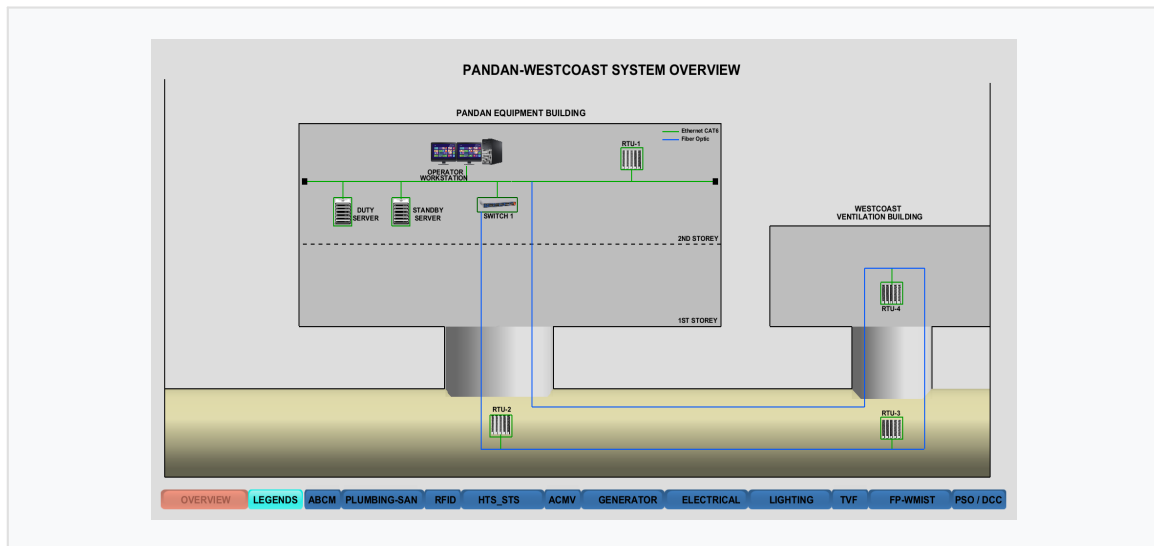 PANDAN-WESTCOAST SYSTEM OVERVIEW
PANDAN EQUIPMENT BUILDING
Ethernet CAT6
Fiber Optic
RTU-1
OPERATOR
WORKSTATION
DUTY
SERVER
STANDBY
SERVER
SWITCH 1
WESTCOAST
VENTILATION BUILDING
2ND STOREY
RTU-4
1ST STOREY
RTU-2
RTU-3
OVERVIEW
LEGENDS
ABCM
PLUMBING-SAN
RFID
HTS_STS
ACMV
GENERATOR
ELECTRICAL
LIGHTING
TVF
FP-WMIST
PSO / DCC